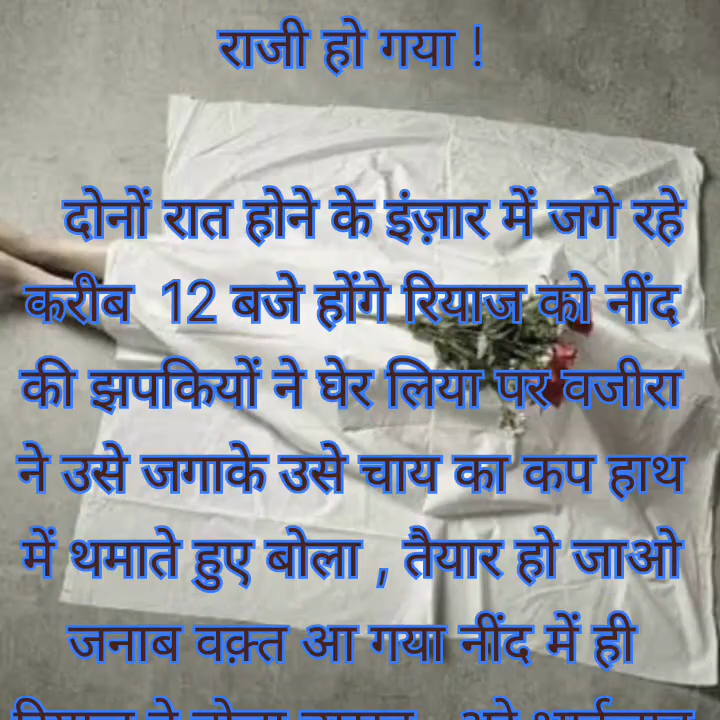 राजी हो गया !
दोनों रात होने के इंज़ार में जगे रहे
करीब 12 बजे होंगे रियाज को नींद
की झपकियों ने घेर लिया पर वजीरा
ने उसे जगाके उसे चाय का कप हाथ
में थमाते हुए बोला , तैयार हो जाओ
जनाब वक़्त आ गया नींद में ही